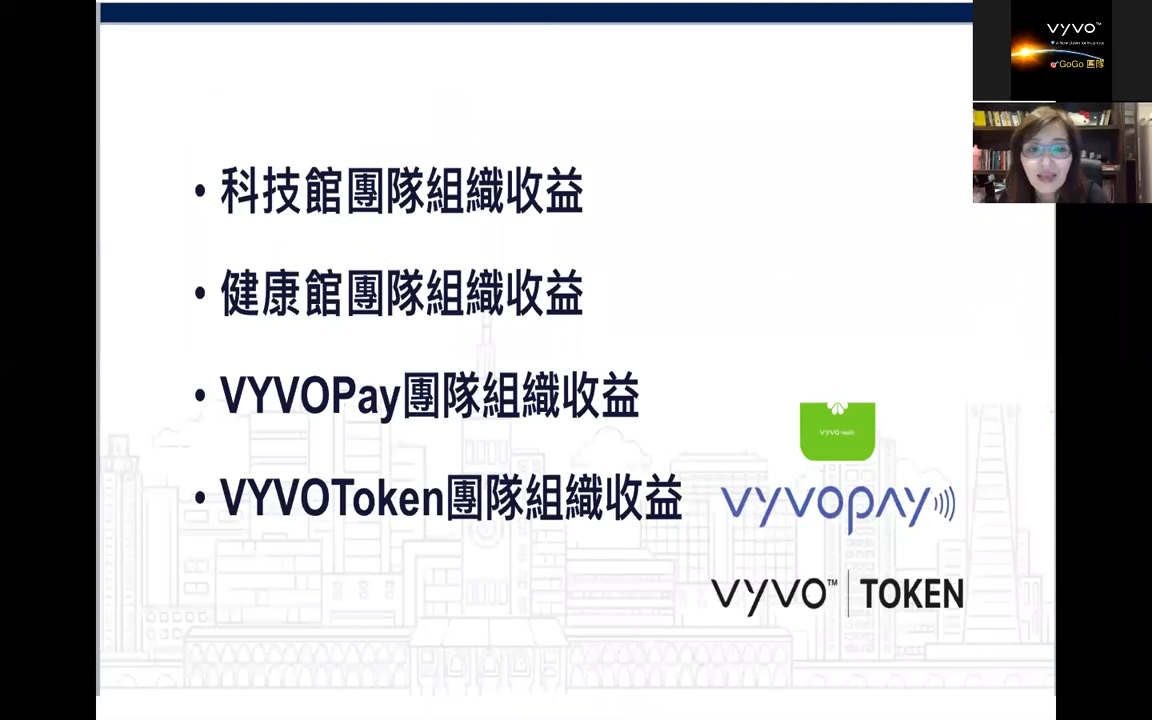 • 科技館團隊組織收益
• 健康館團隊組織收益
• VYVOPay團隊組織收益
• VYVOToken團隊組織收益
vyvo Health
vyvopay
vyvo™ | TOKEN
vyvo™
GoGo 團隊